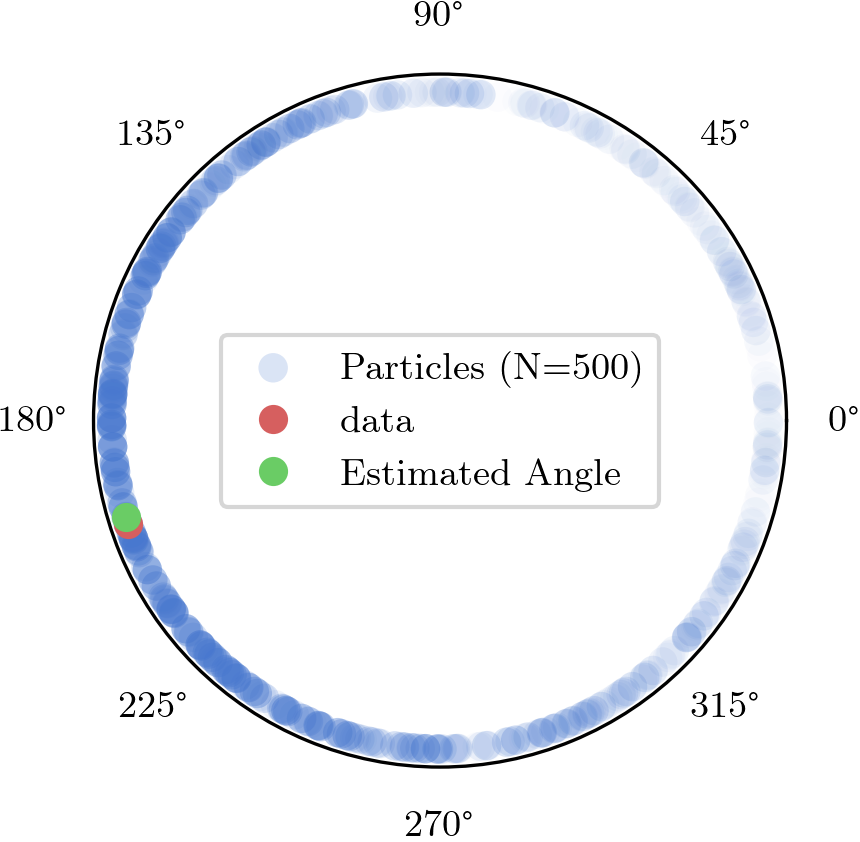 90°
135°
45°
Particles (N=500)
180°
data
0°
Estimated Angle
225°
315°
270°